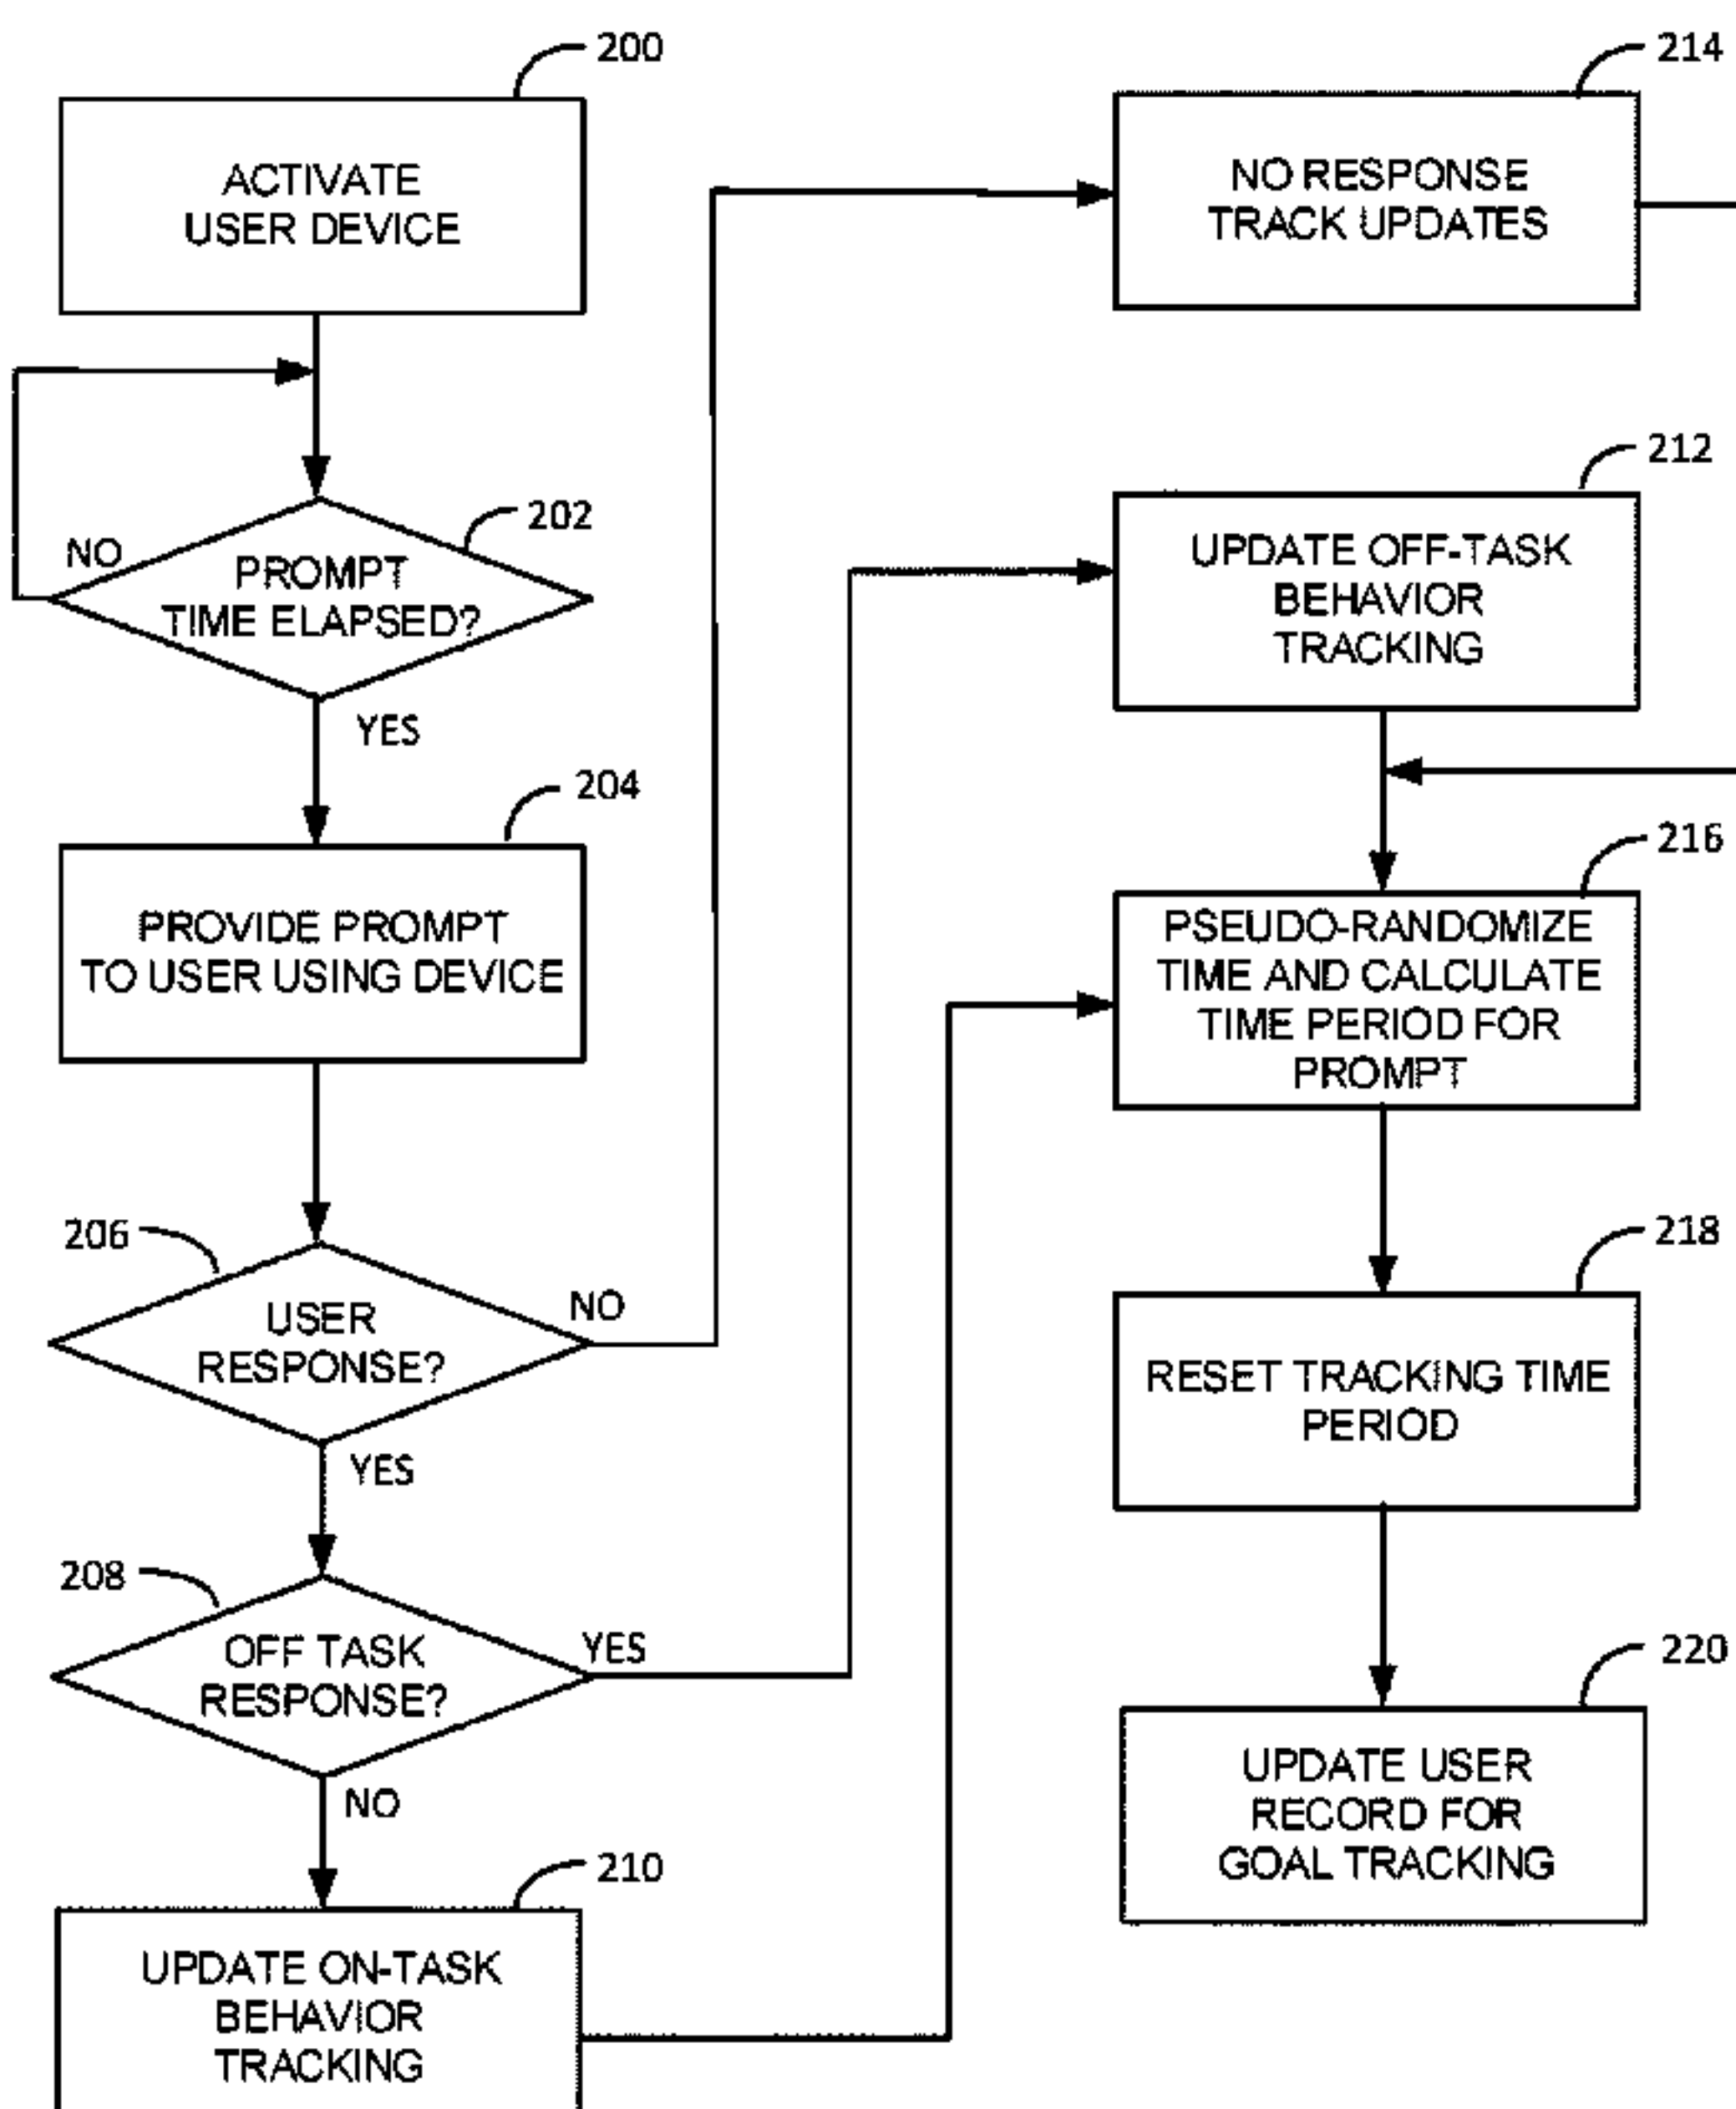 200
ACTIVATE
USER DEVICE
NO
202
PROMPT
TIME ELAPSED?
YES
204
PROVIDE PROMPT
TO USER USING DEVICE
206
USER
RESPONSE?
NO
YES
208
OFF TASK
RESPONSE?
YES
NO
210
UPDATE ON-TASK
BEHAVIOR
TRACKING
214
NO RESPONSE
TRACK UPDATES
212
UPDATE OFF-TASK
BEHAVIOR
TRACKING
216
PSEUDO-RANDOMIZE
TIME AND CALCULATE
TIME PERIOD FOR
PROMPT
218
RESET TRACKING TIME
PERIOD
220
UPDATE USER
RECORD FOR
GOAL TRACKING